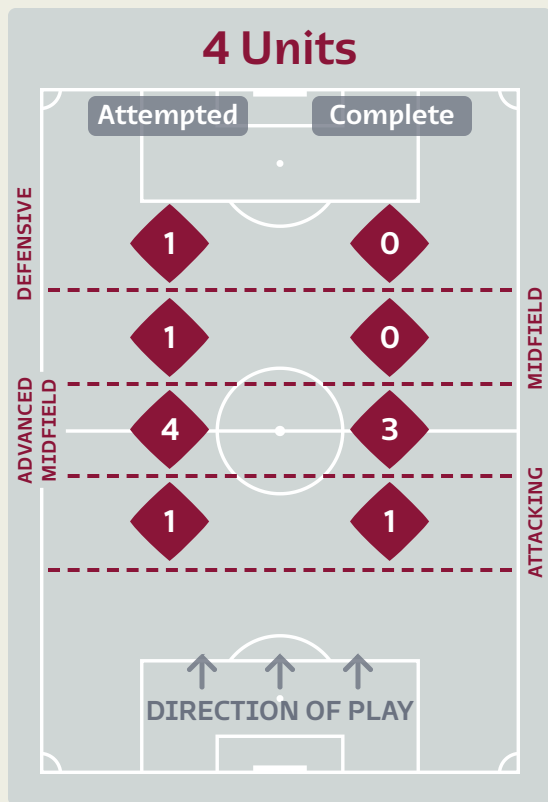 4 Units
Attempted Complete
DEFENSIVE
1 0
MIDFIELD
1 0
ADVANCED
MIDFIELD
4 3
ATTACKING
1 1
DIRECTION OF PLAY